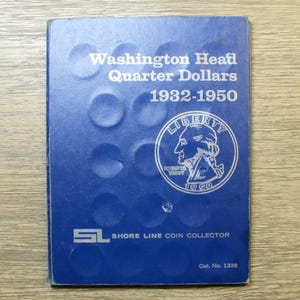 Washington Head
Quarter Dollars
1932-1950
LIBERTY
SL SHORE LINE COIN COLLECTOR
Cat. No. 1339